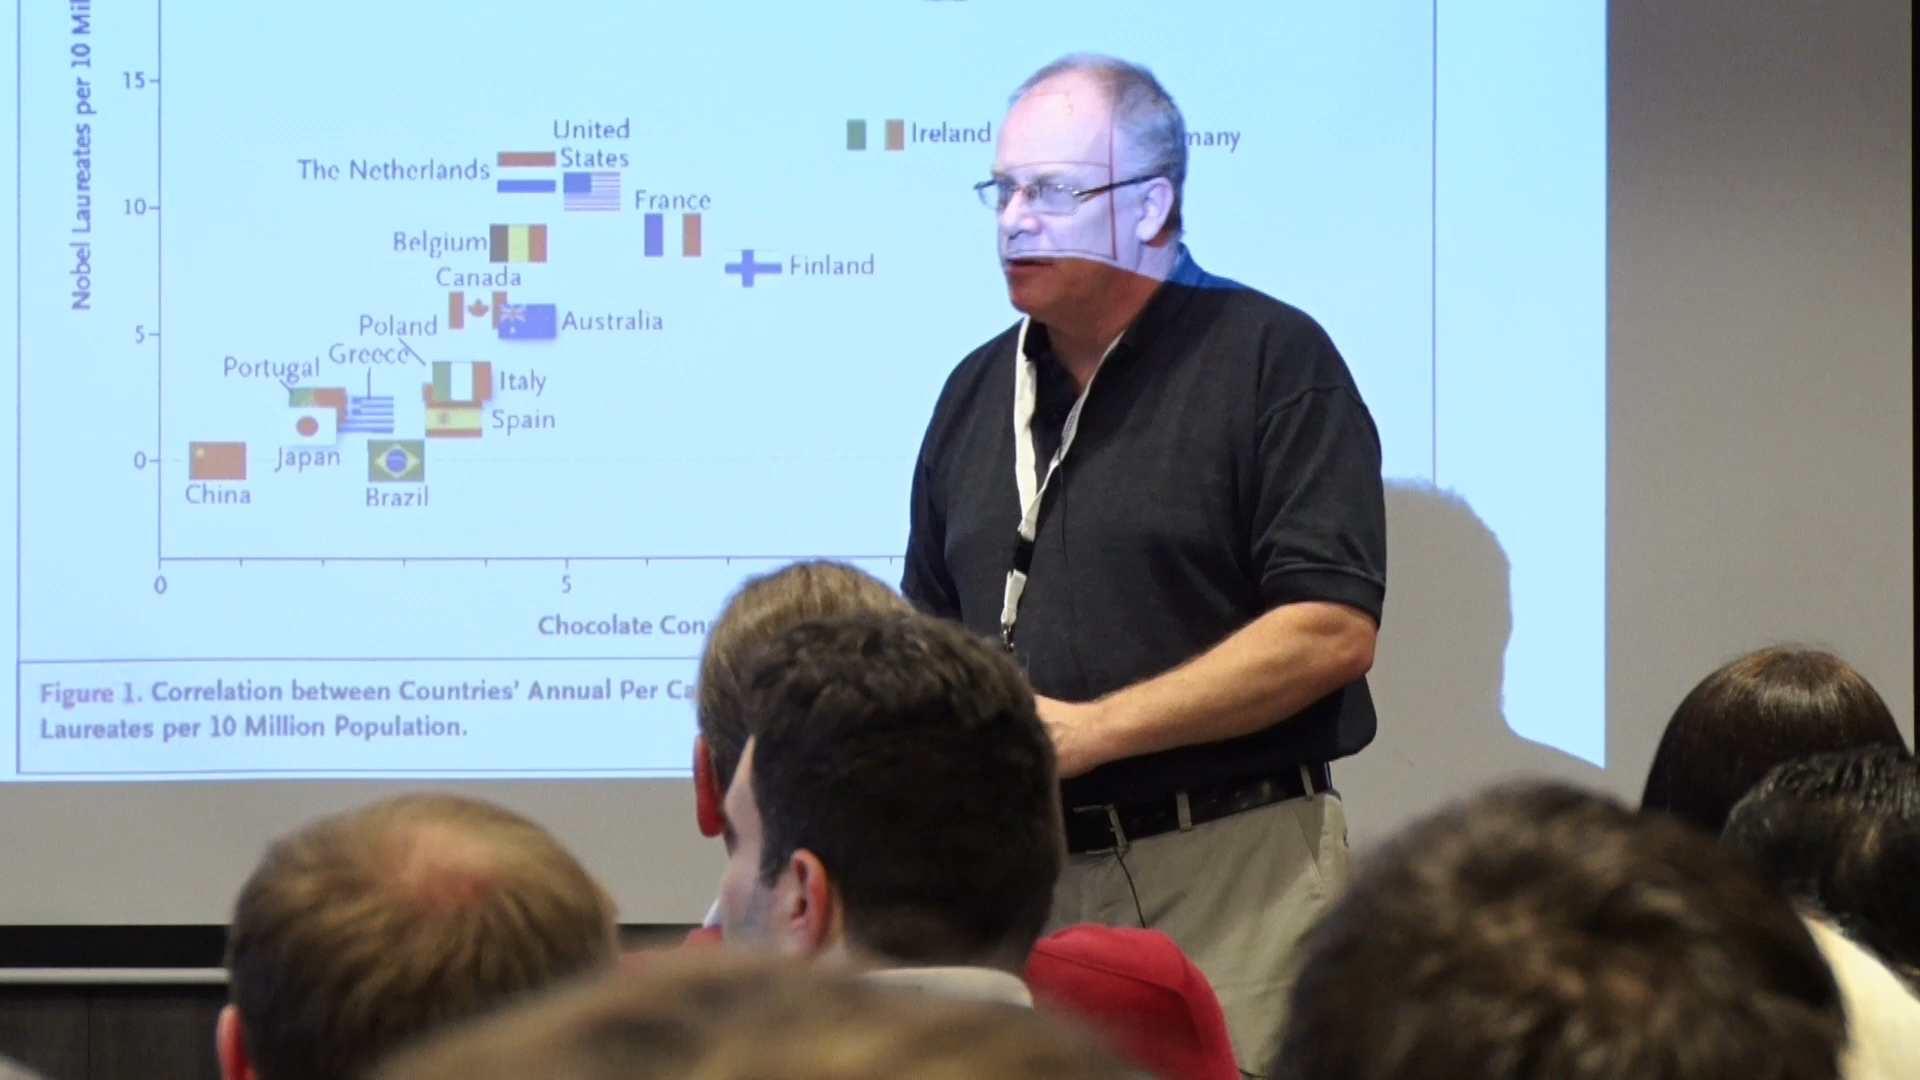 Nobel Laureates per 10 Mil
15
10
5
0
United
States
Ireland
many
The Netherlands
France
Belgium
Finland
Canada
Poland
Australia
Greece
Portugal
Italy
Spain
Japan
China
Brazil
0
5
Chocolate Con
Figure 1. Correlation between Countries' Annual Per Ca
Laureates per 10 Million Population.